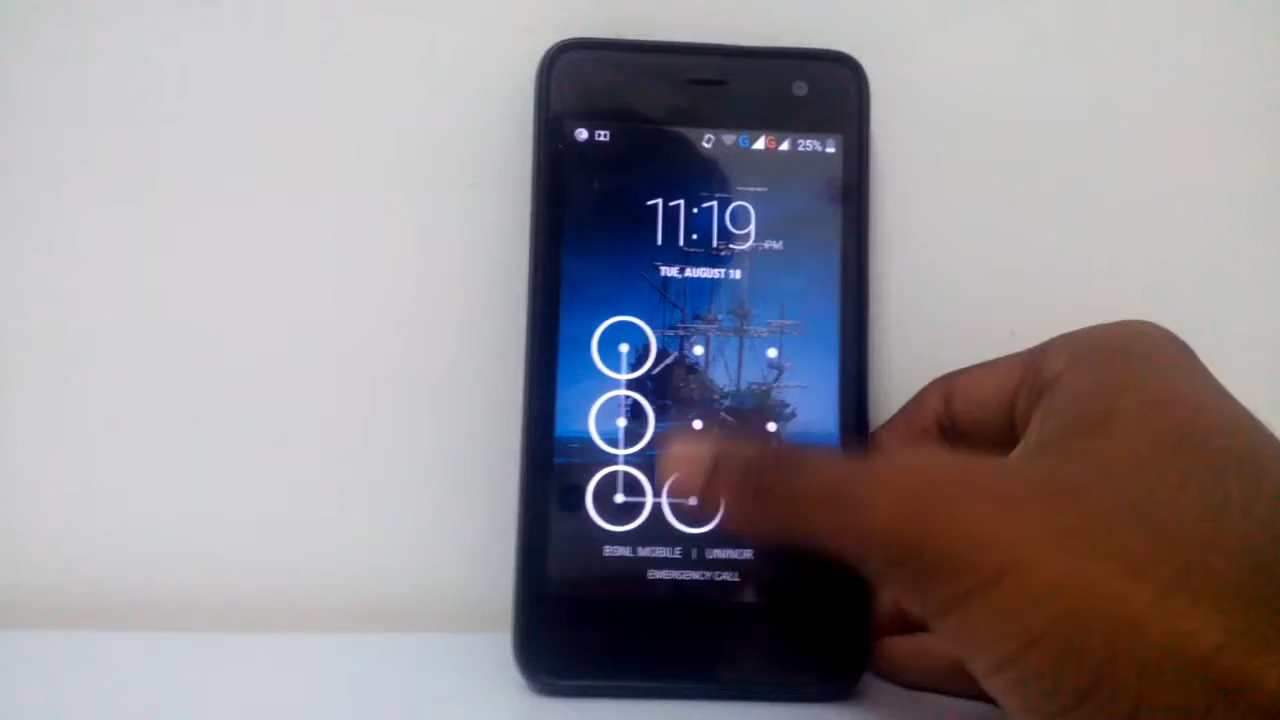 G G 25%
11:19 PM
TUE, AUGUST 18
BSNL MOBILE | UNINOR
EMERGENCY CALL